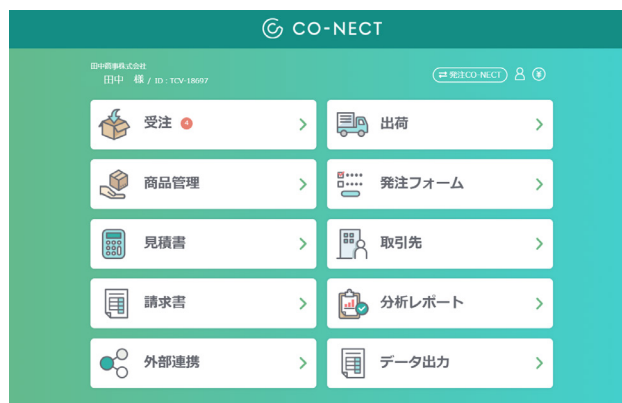 CO-NECT
田中商事株式会社
田中 様 / ID : TCV-18697
⇄ 発注CO-NECT
¥
受注 4
出荷
商品管理
発注フォーム
見積書
取引先
請求書
分析レポート
外部連携
データ出力